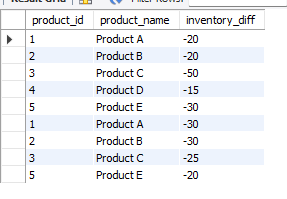 Result Grid Filter Rows:
product_id product_name inventory_diff
1 Product A -20
2 Product B -20
3 Product C -50
4 Product D -15
5 Product E -30
1 Product A -30
2 Product B -30
3 Product C -25
5 Product E -20